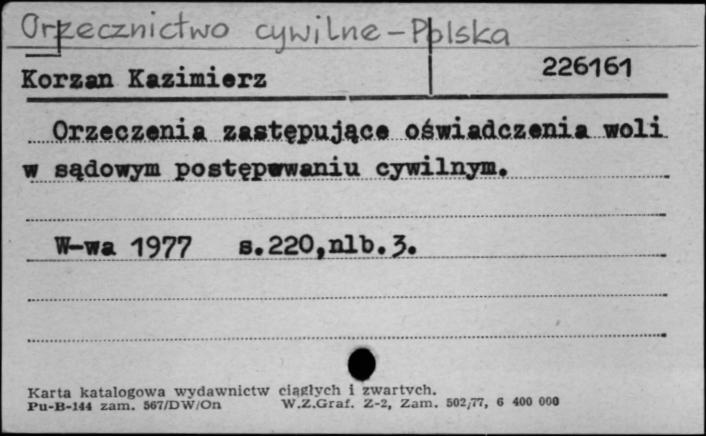 Orzecznictwo cywilne - Polska
Korzan Kazimierz 226161
Orzeczenia zastępujące oświadczenia woli
w sądowym postępowaniu cywilnym.
W-wa 1977 s.220,nlb.3.
Karta katalogowa wydawnictw ciągłych i zwartych.
Pu-B-144 zam. 567/DW/On W.Z.Graf. Z-2, Zam. 502/77, 6 400 000